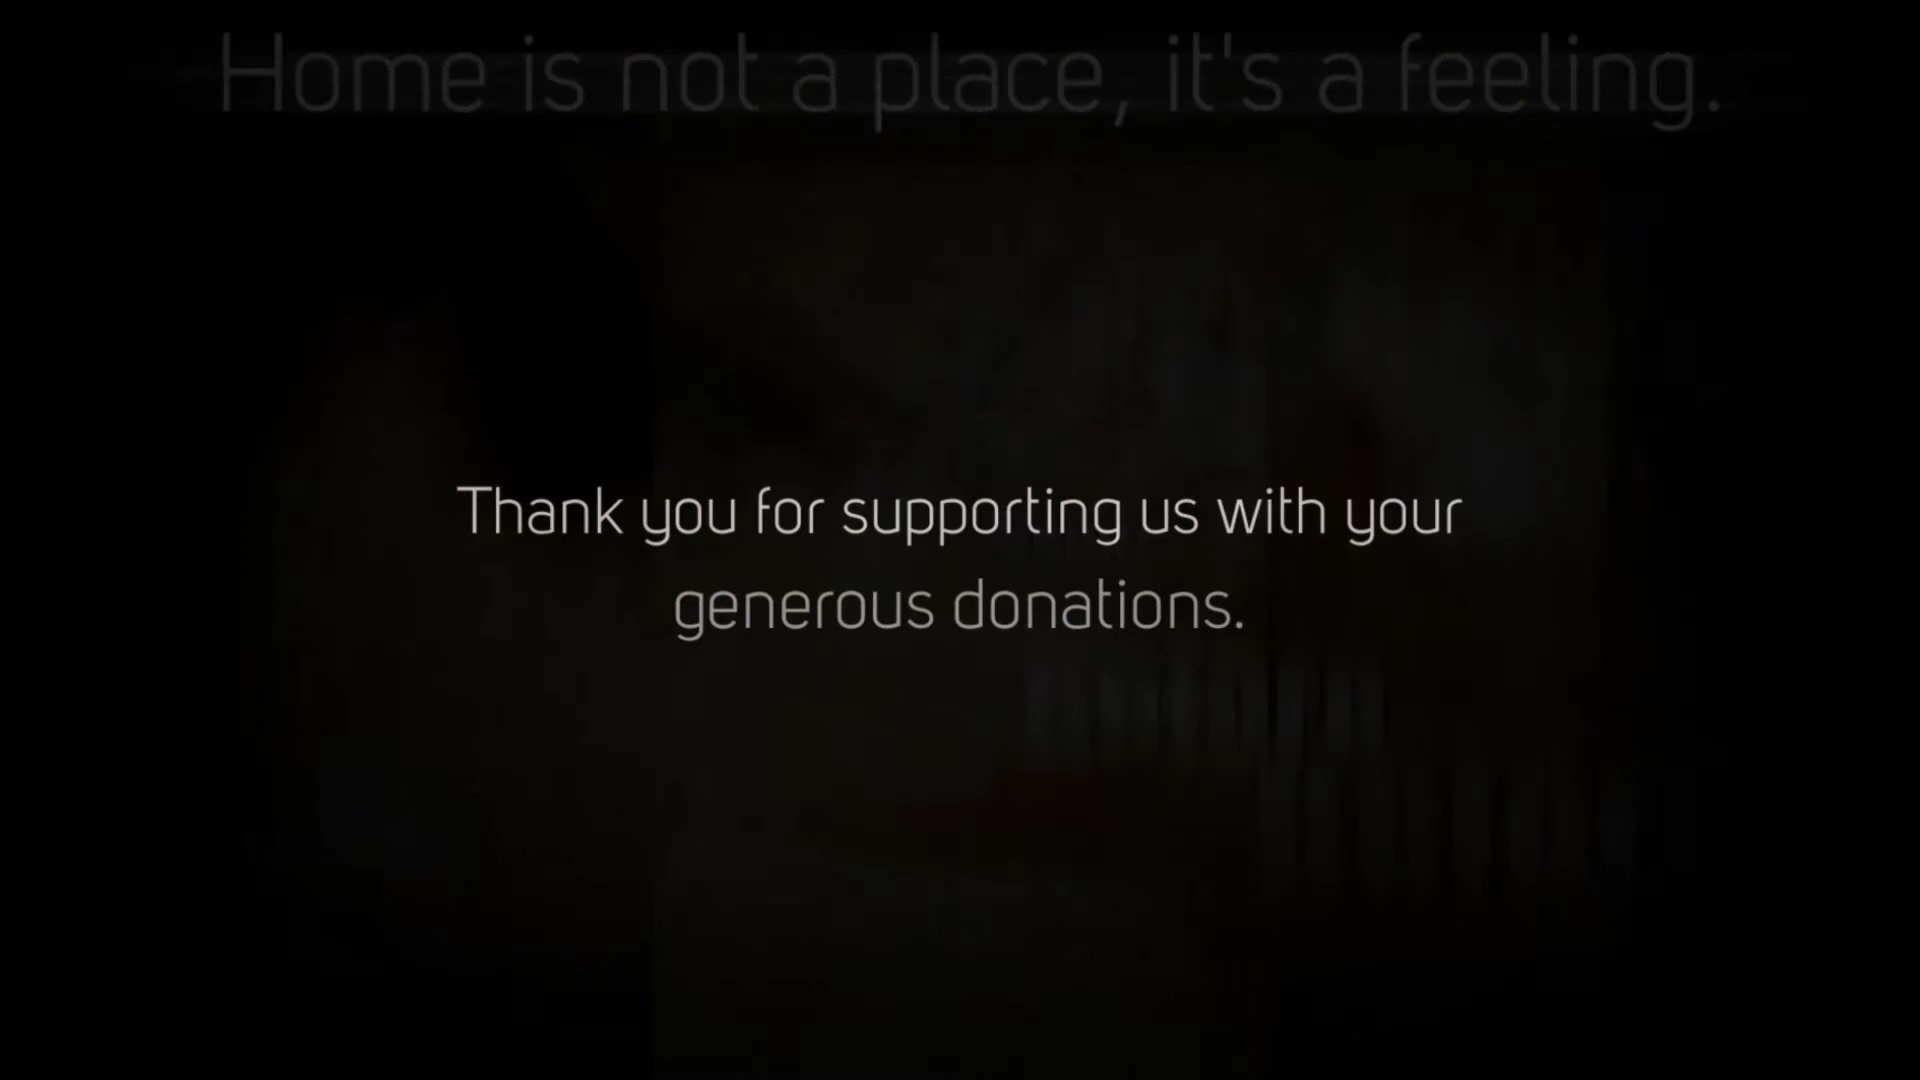 Home is not a place, it's a feeling.
Thank you for supporting us with your
generous donations.